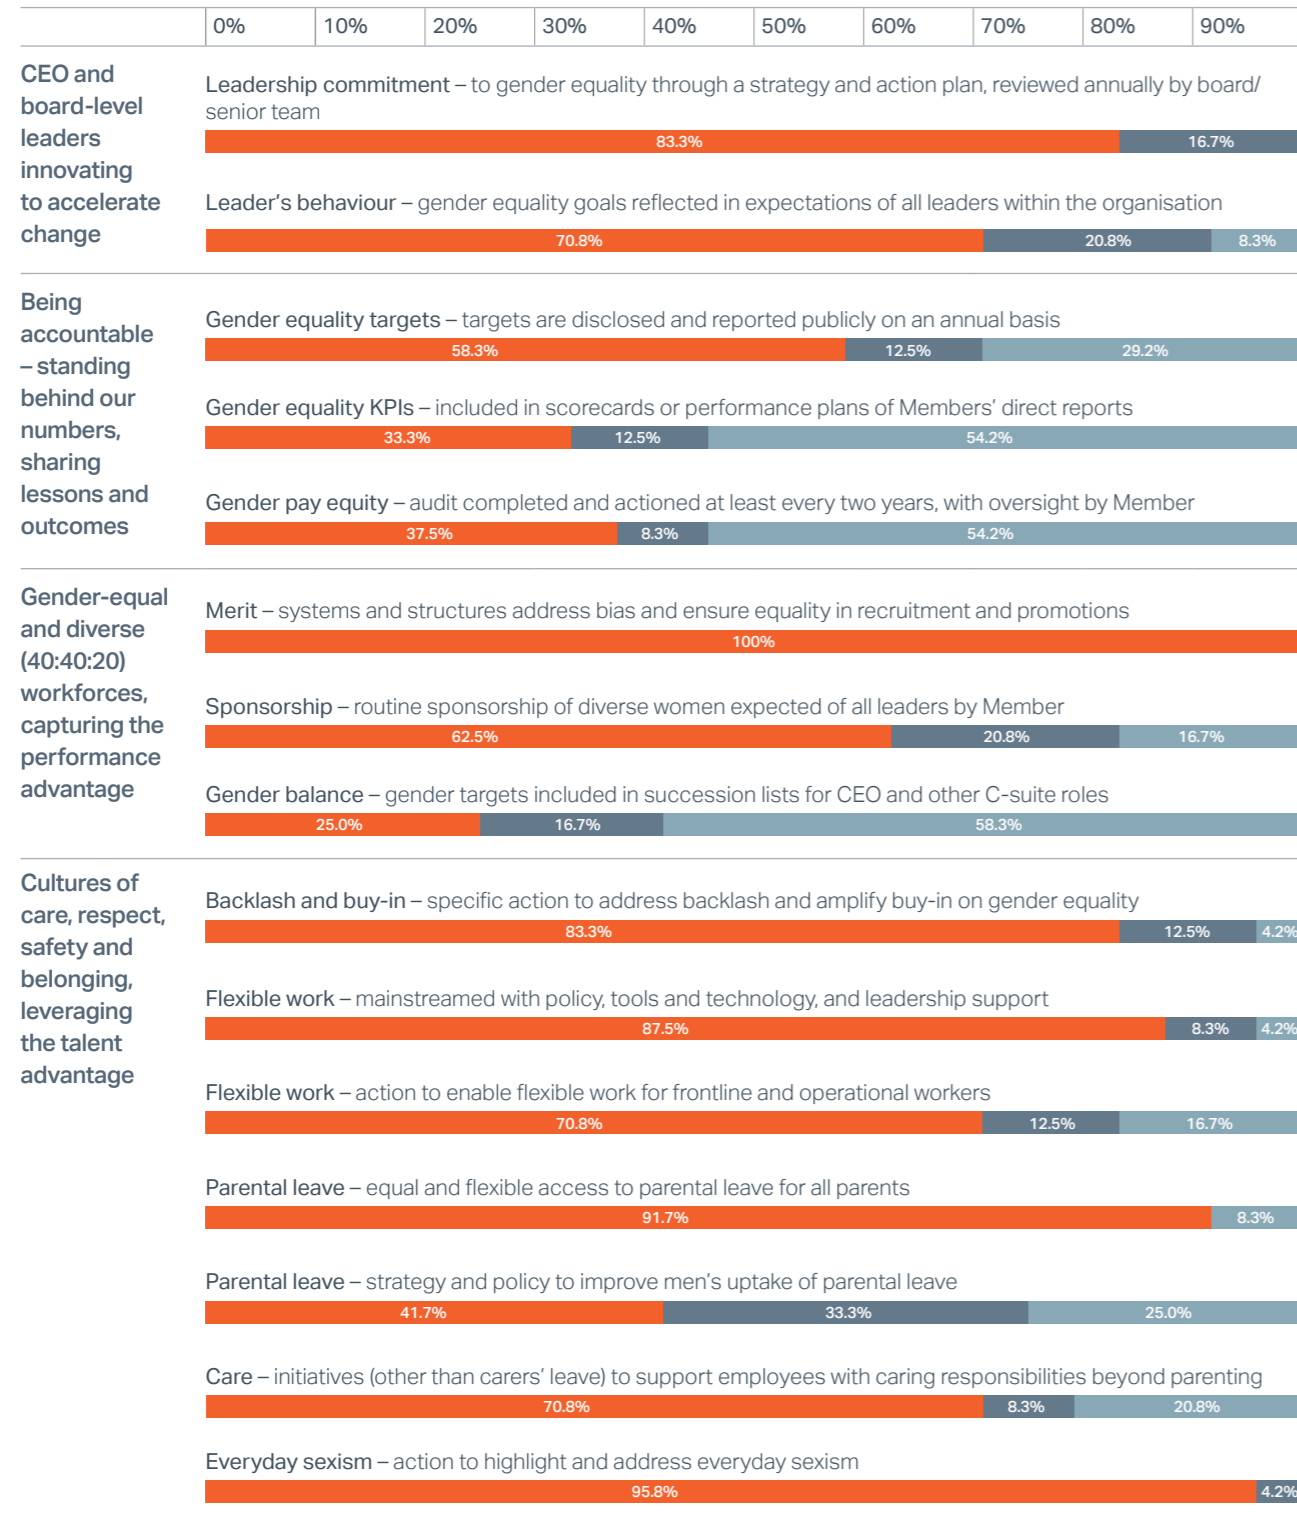 0% 10% 20% 30% 40% 50% 60% 70% 80% 90%
CEO and
board-level
leaders
innovating
to accelerate
change
Leadership commitment – to gender equality through a strategy and action plan, reviewed annually by board/
senior team
83.3% 16.7%
Leader's behaviour – gender equality goals reflected in expectations of all leaders within the organisation
70.8% 20.8% 8.3%
Being
accountable
– standing
behind our
numbers,
sharing
lessons and
outcomes
Gender equality targets – targets are disclosed and reported publicly on an annual basis
58.3% 12.5% 29.2%
Gender equality KPIs – included in scorecards or performance plans of Members' direct reports
33.3% 12.5% 54.2%
Gender pay equity – audit completed and actioned at least every two years, with oversight by Member
37.5% 8.3% 54.2%
Gender-equal
and diverse
(40:40:20)
workforces,
capturing the
performance
advantage
Merit – systems and structures address bias and ensure equality in recruitment and promotions
100%
Sponsorship – routine sponsorship of diverse women expected of all leaders by Member
62.5% 20.8% 16.7%
Gender balance – gender targets included in succession lists for CEO and other C-suite roles
25.0% 16.7% 58.3%
Cultures of
care, respect,
safety and
belonging,
leveraging
the talent
advantage
Backlash and buy-in – specific action to address backlash and amplify buy-in on gender equality
83.3% 12.5% 4.2%
Flexible work – mainstreamed with policy, tools and technology, and leadership support
87.5% 8.3% 4.2%
Flexible work – action to enable flexible work for frontline and operational workers
70.8% 12.5% 16.7%
Parental leave – equal and flexible access to parental leave for all parents
91.7% 8.3%
Parental leave – strategy and policy to improve men's uptake of parental leave
41.7% 33.3% 25.0%
Care – initiatives (other than carers' leave) to support employees with caring responsibilities beyond parenting
70.8% 8.3% 20.8%
Everyday sexism – action to highlight and address everyday sexism
95.8% 4.2%